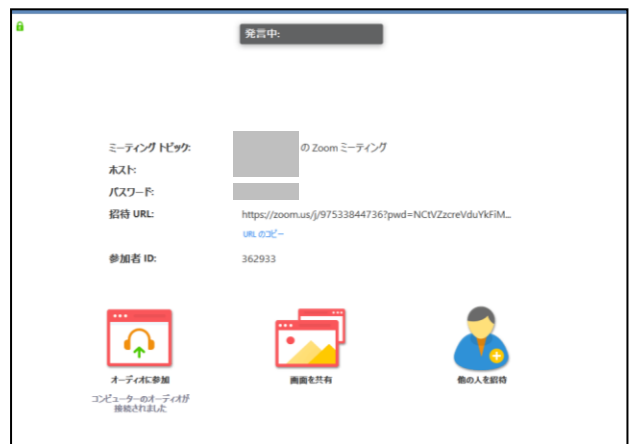 発言中:
ミーティング トピック: の Zoom ミーティング
ホスト:
パスワード:
招待 URL: https://zoom.us/j/97533844736?pwd=NCtVZzcreVduYkFiM...
URL のコピー
参加者 ID: 362933
オーディオに参加 画面を共有 他の人を招待
コンピューターのオーディオが
接続されました